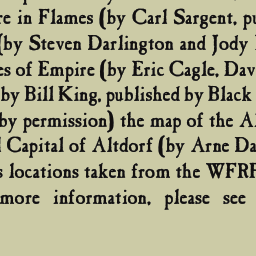 re in Flames (by Carl Sargent, pu
(by Steven Darlington and Jody
es of Empire (by Eric Cagle, Dav
by Bill King, published by Black
by permission) the map of the A
l Capital of Altdorf (by Arne Da
s locations taken from the WFRF
more information, please see